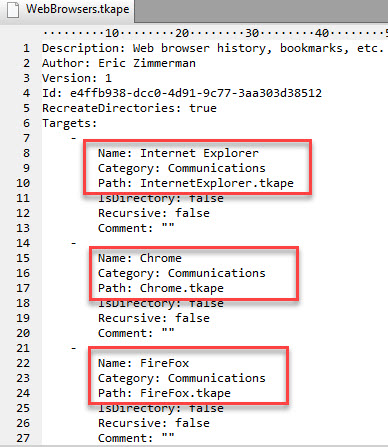 WebBrowsers.tkape
·········10········20········30········40········5
1 Description: Web browser history, bookmarks, etc.
2 Author: Eric Zimmerman
3 Version: 1
4 Id: e4ffb938-dcc0-4d91-9c77-3aa303d38512
5 RecreateDirectories: true
6 Targets:
7 -
8 Name: Internet Explorer
9 Category: Communications
10 Path: InternetExplorer.tkape
11 IsDirectory: false
12 Recursive: false
13 Comment: ""
14 -
15 Name: Chrome
16 Category: Communications
17 Path: Chrome.tkape
18 IsDirectory: false
19 Recursive: false
20 Comment: ""
21 -
22 Name: FireFox
23 Category: Communications
24 Path: FireFox.tkape
25 IsDirectory: false
26 Recursive: false
27 Comment: ""